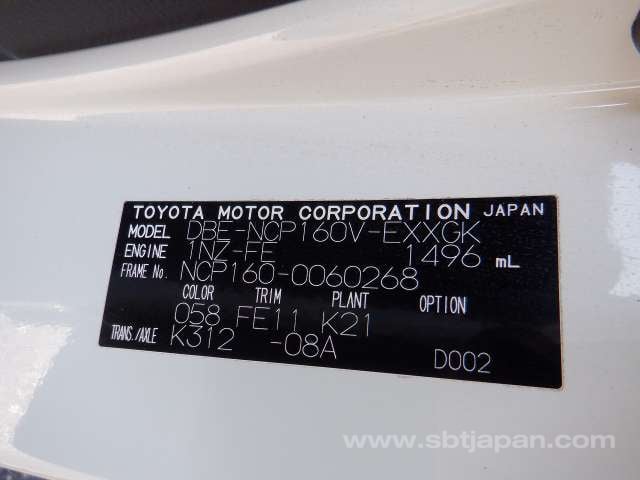 TOYOTA MOTOR CORPORATION JAPAN
MODEL DBE-NCP160V-EXXGK
ENGINE 1NZ-FE 1496 mL
FRAME No. NCP160-0060268
COLOR TRIM PLANT OPTION
058 FE11 K21
TRANS./AXLE K312 -08A
D002
www.sbtjapan.com